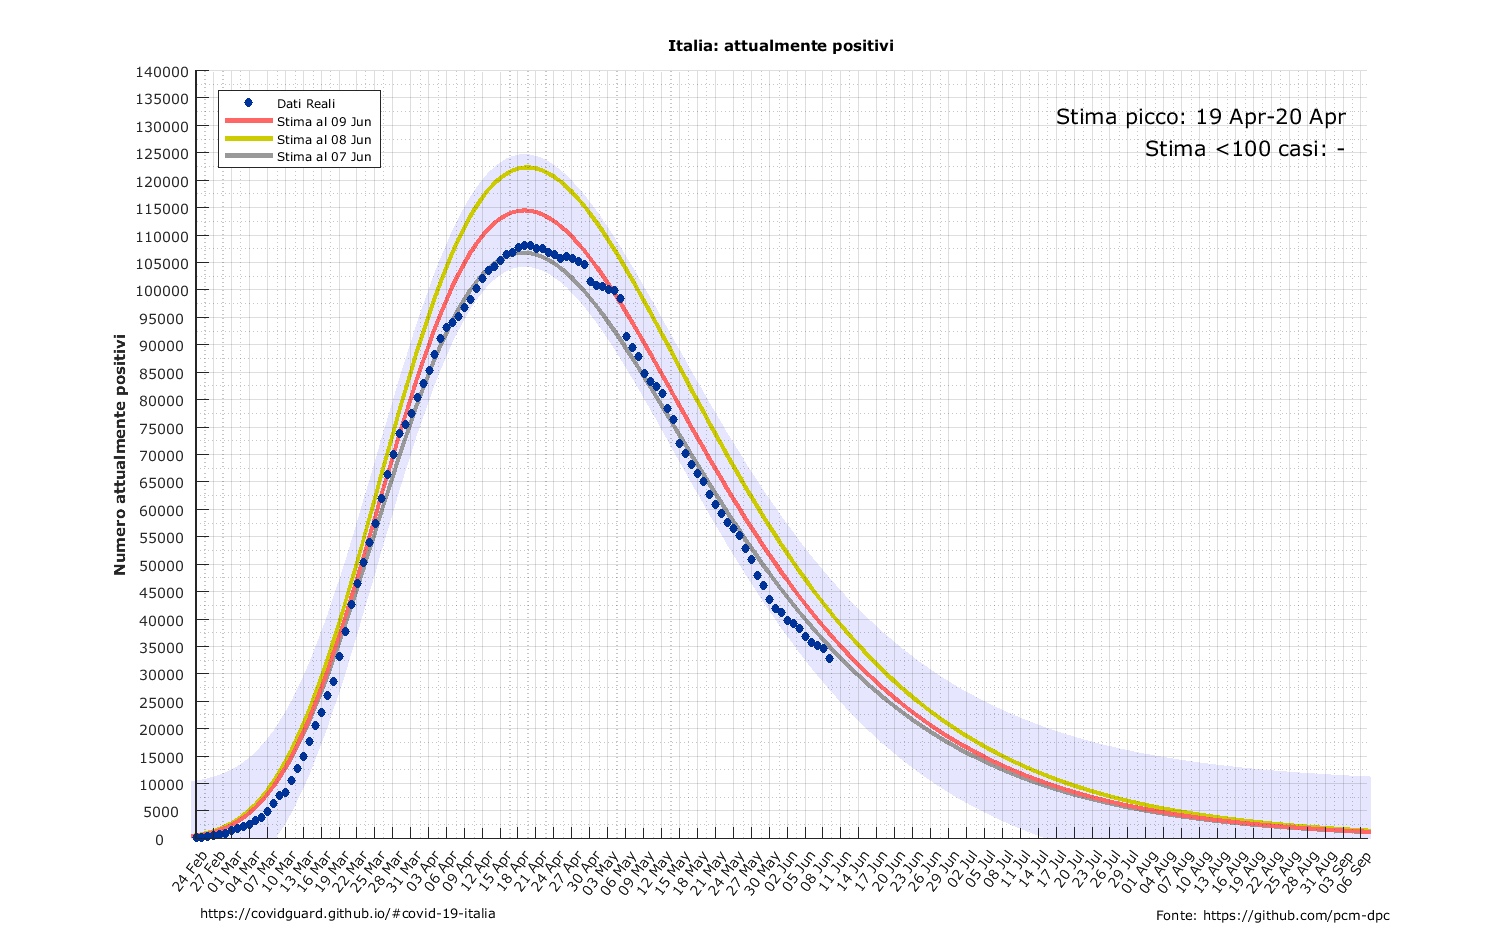 Italia: attualmente positivi
140000
135000
130000
125000
120000
115000
110000
105000
100000
95000
90000
85000
80000
75000
70000
65000
60000
55000
50000
45000
40000
35000
30000
25000
20000
15000
10000
5000
0
Numero attualmente positivi
Dati Reali
Stima al 09 Jun
Stima al 08 Jun
Stima al 07 Jun
Stima picco: 19 Apr-20 Apr
Stima <100 casi: -
24 Feb
27 Feb
01 Mar
04 Mar
07 Mar
10 Mar
13 Mar
16 Mar
19 Mar
22 Mar
25 Mar
28 Mar
31 Mar
03 Apr
06 Apr
09 Apr
12 Apr
15 Apr
18 Apr
21 Apr
24 Apr
27 Apr
30 Apr
03 May
06 May
09 May
12 May
15 May
18 May
21 May
24 May
27 May
30 May
02 Jun
05 Jun
08 Jun
11 Jun
14 Jun
17 Jun
20 Jun
23 Jun
26 Jun
29 Jun
02 Jul
05 Jul
08 Jul
11 Jul
14 Jul
17 Jul
20 Jul
23 Jul
26 Jul
29 Jul
01 Aug
04 Aug
07 Aug
10 Aug
13 Aug
16 Aug
19 Aug
22 Aug
25 Aug
28 Aug
31 Aug
03 Sep
06 Sep
https://covidguard.github.io/#covid-19-italia
Fonte: https://github.com/pcm-dpc